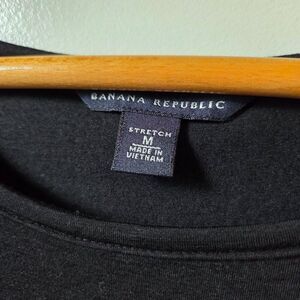 BANANA REPUBLIC
STRETCH
M
MADE IN
VIETNAM